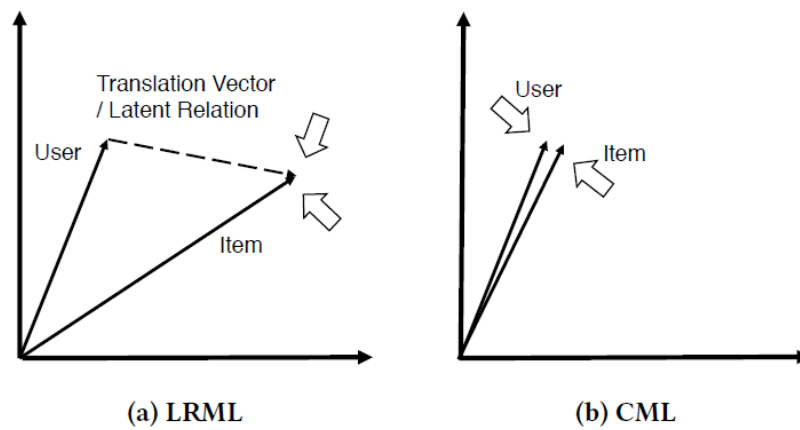 Translation Vector
/ Latent Relation
User
Item
(a) LRML
User
Item
(b) CML